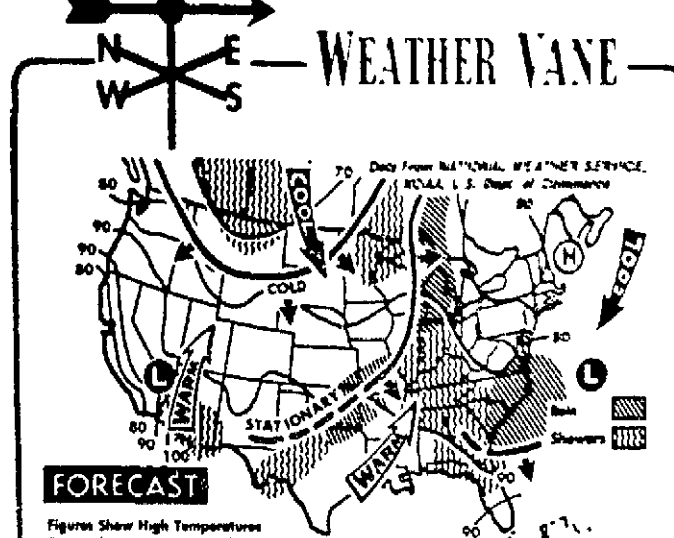 N E
W S
WEATHER VANE
Data From NATIONAL WEATHER SERVICE,
NOAA, U.S. Dept. of Commerce
80
70
80
COOL
90
90
80
COLD
H
COOL
80
L
WARM
L
STATIONARY
Rain
80
90
100
WARM
Showers
90
90
FORECAST
Figures Show High Temperatures